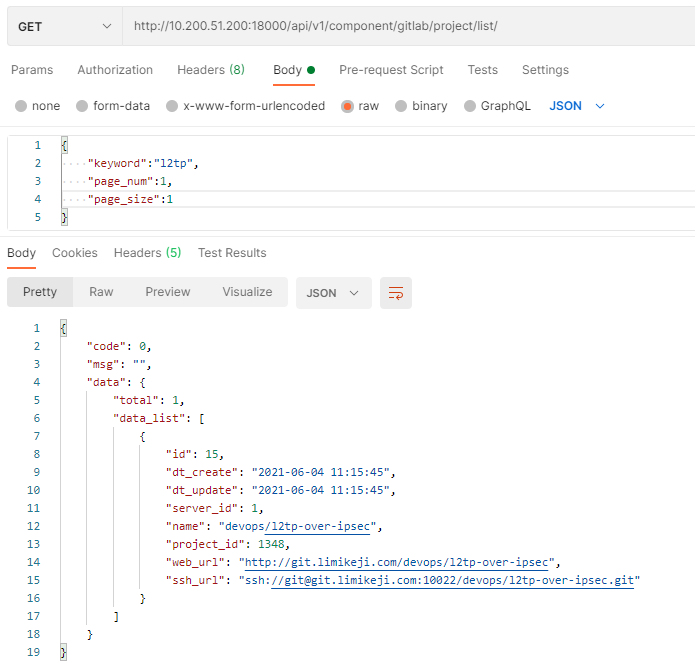 GET http://10.200.51.200:18000/api/v1/component/gitlab/project/list/
Params Authorization Headers (8) Body Pre-request Script Tests Settings
none form-data x-www-form-urlencoded raw binary GraphQL JSON
1 {
2 ····"keyword":"l2tp",
3 ····"page_num":1,
4 ····"page_size":1
5 }
Body Cookies Headers (5) Test Results
Pretty Raw Preview Visualize JSON
1 {
2 "code": 0,
3 "msg": "",
4 "data": {
5 "total": 1,
6 "data_list": [
7 {
8 "id": 15,
9 "dt_create": "2021-06-04 11:15:45",
10 "dt_update": "2021-06-04 11:15:45",
11 "server_id": 1,
12 "name": "devops/l2tp-over-ipsec",
13 "project_id": 1348,
14 "web_url": "http://git.limikeji.com/devops/l2tp-over-ipsec",
15 "ssh_url": "ssh://git@git.limikeji.com:10022/devops/l2tp-over-ipsec.git"
16 }
17 ]
18 }
19 }